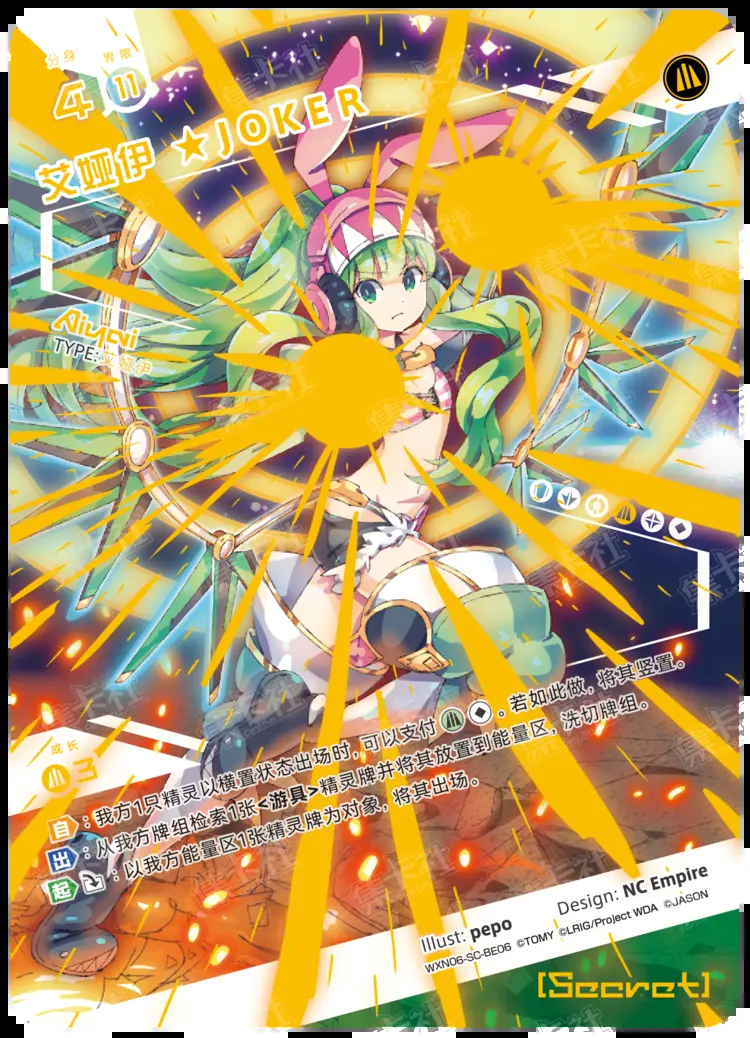 分身 界限
4 11
艾娅伊 ★JOKER
Aiyai
TYPE:艾娅伊
成长
3
自：我方1只精灵以横置状态出场时，可以支付 。若如此做，将其竖置。
出：从我方牌组检索1张<游具>精灵牌并将其放置到能量区，洗切牌组。
起 ：以我方能量区1张精灵牌为对象，将其出场。
Illust: pepo Design: NC Empire
WXN06-SC-BE06 ©TOMY ©LRIG/Project WDA ©JASON
[Secret]
集卡社